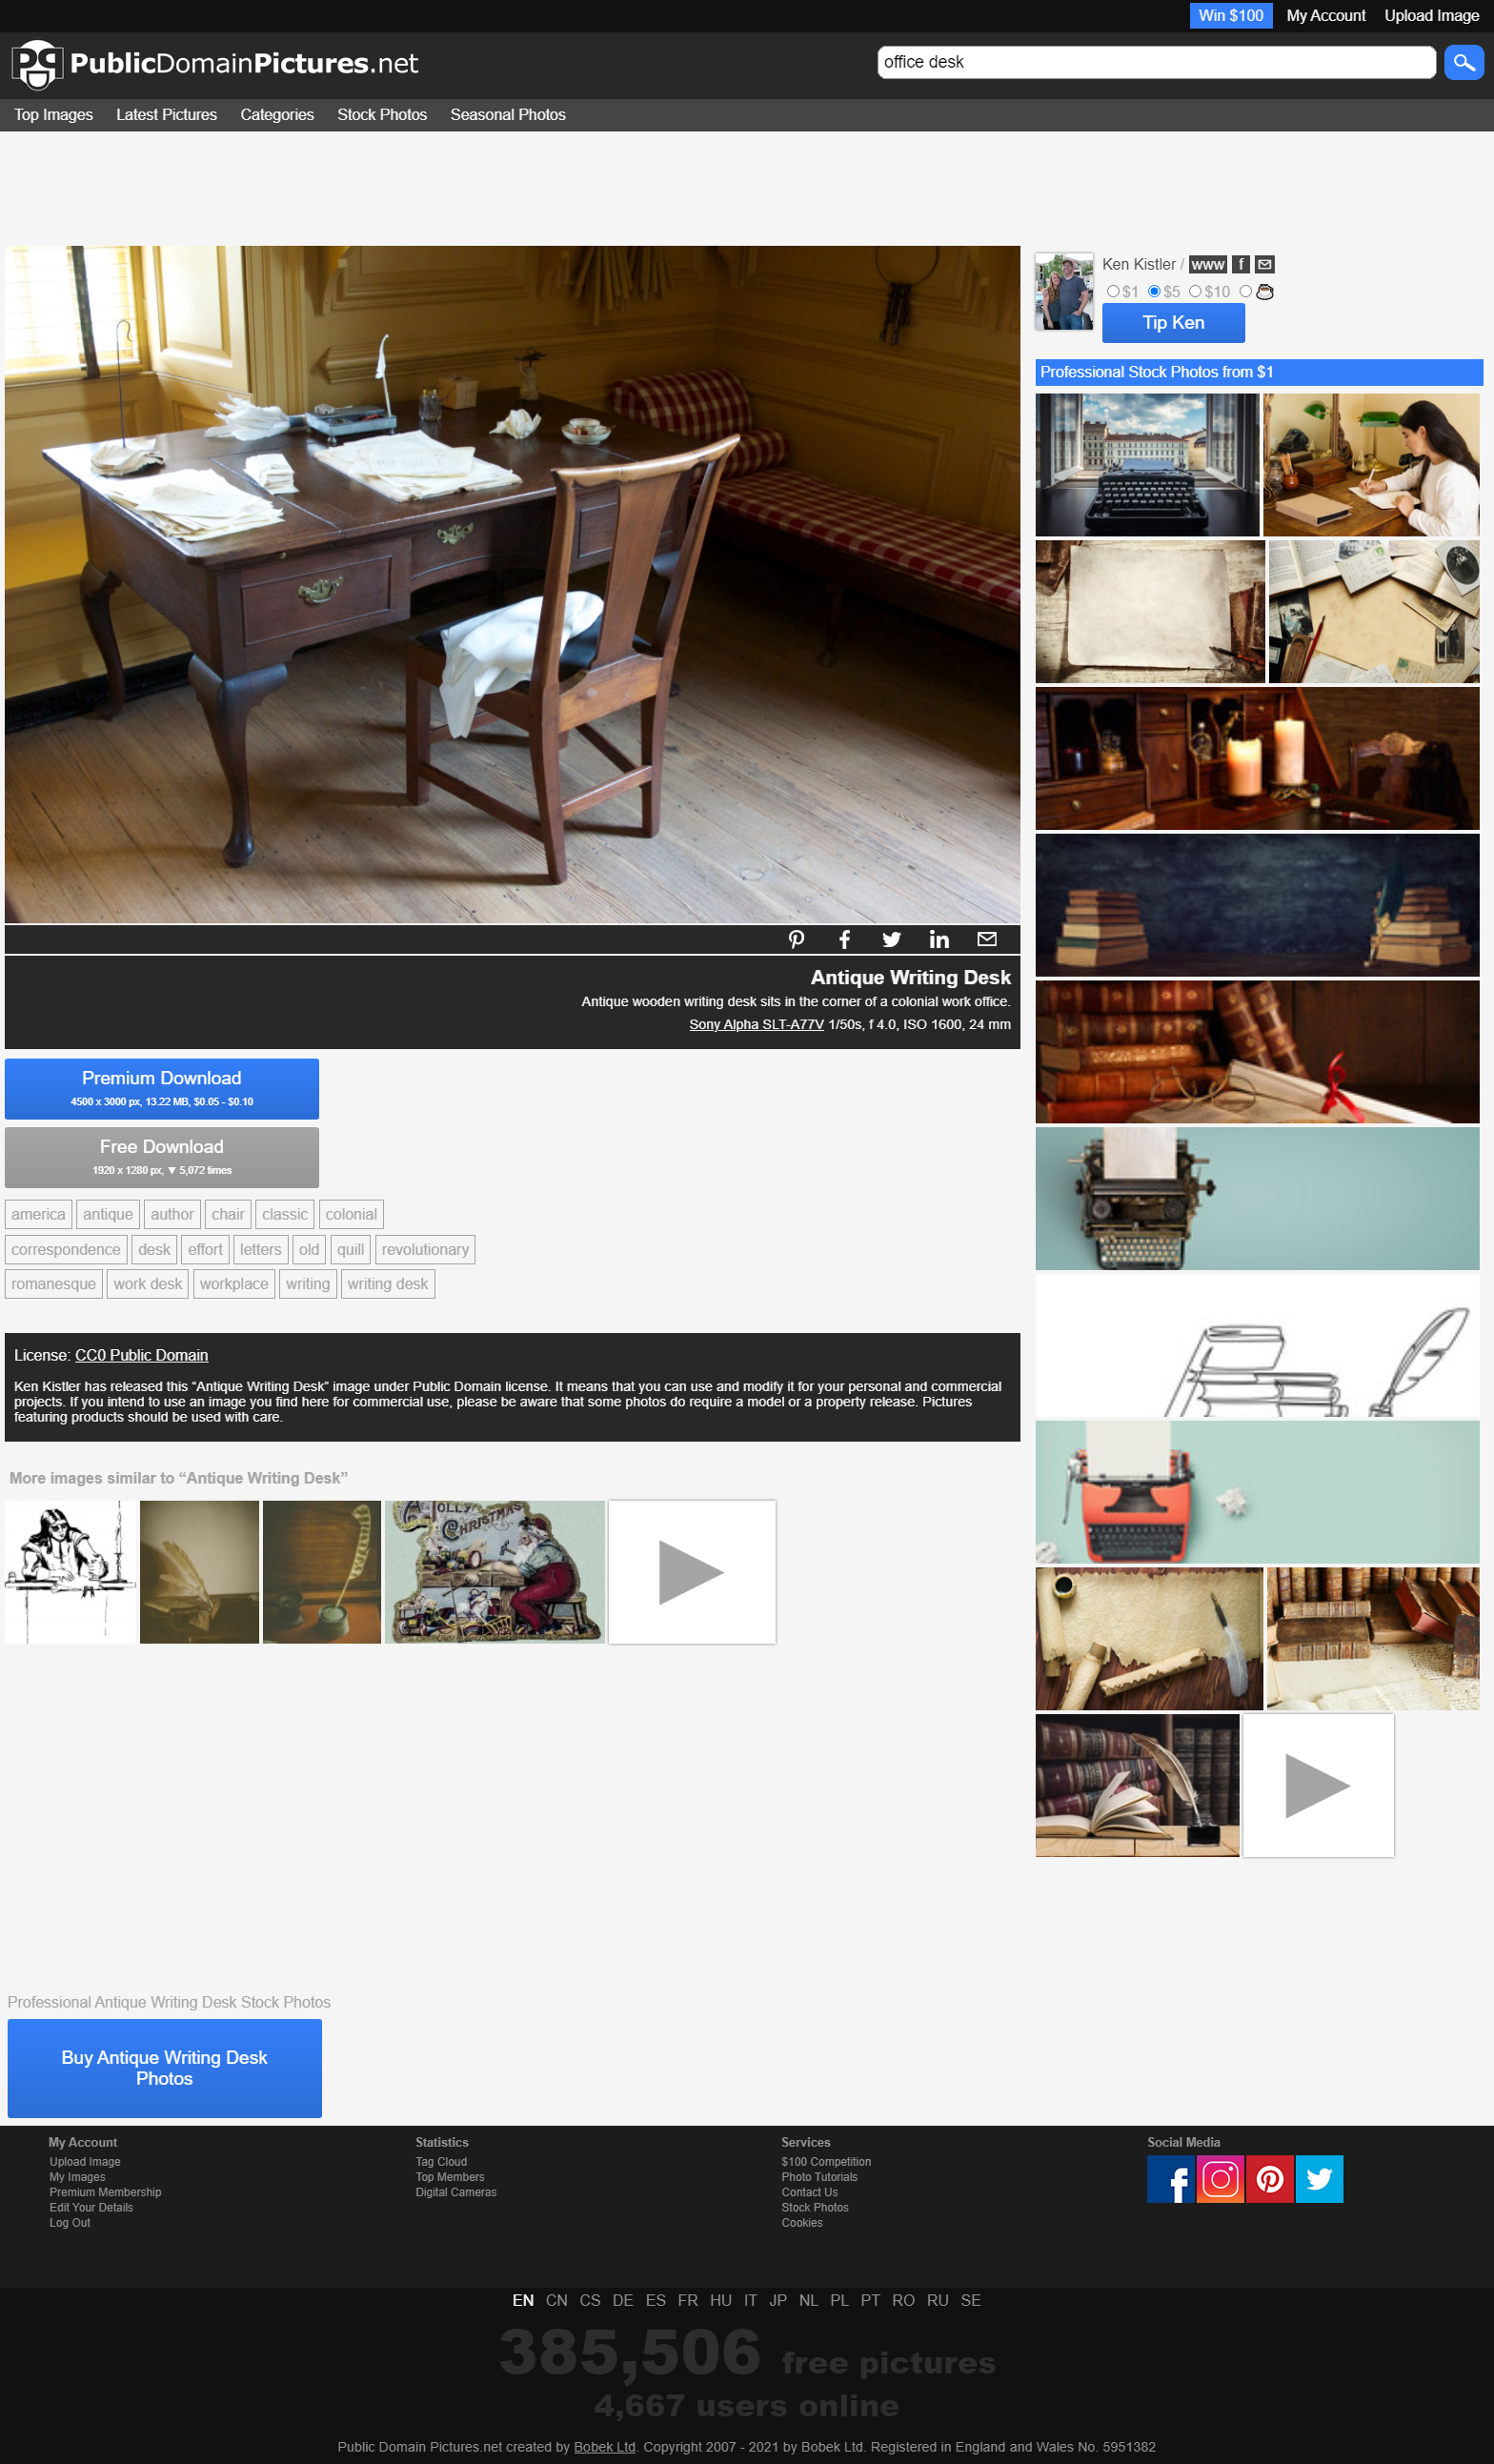 Win $100 My Account Upload Image
PublicDomainPictures.net
office desk
Top Images Latest Pictures Categories Stock Photos Seasonal Photos
Ken Kistler / www f
$1 $5 $10
Tip Ken
Professional Stock Photos from $1
Antique Writing Desk
Antique wooden writing desk sits in the corner of a colonial work office.
Sony Alpha SLT-A77V 1/50s, f 4.0, ISO 1600, 24 mm
Premium Download
4500 x 3000 px, 13.22 MB, $0.05 - $0.10
Free Download
1920 x 1280 px, ▼ 5,072 times
america antique author chair classic colonial
correspondence desk effort letters old quill revolutionary
romanesque work desk workplace writing writing desk
License: CC0 Public Domain
Ken Kistler has released this “Antique Writing Desk” image under Public Domain license. It means that you can use and modify it for your personal and commercial
projects. If you intend to use an image you find here for commercial use, please be aware that some photos do require a model or a property release. Pictures
featuring products should be used with care.
More images similar to “Antique Writing Desk”
A JOLLY
CHRISTMAS
Professional Antique Writing Desk Stock Photos
Buy Antique Writing Desk
Photos
My Account
Upload Image
My Images
Premium Membership
Edit Your Details
Log Out
Statistics
Tag Cloud
Top Members
Digital Cameras
Services
$100 Competition
Photo Tutorials
Contact Us
Stock Photos
Cookies
Social Media
EN CN CS DE ES FR HU IT JP NL PL PT RO RU SE
385,506 free pictures
4,667 users online
Public Domain Pictures.net created by Bobek Ltd. Copyright 2007 - 2021 by Bobek Ltd. Registered in England and Wales No. 5951382